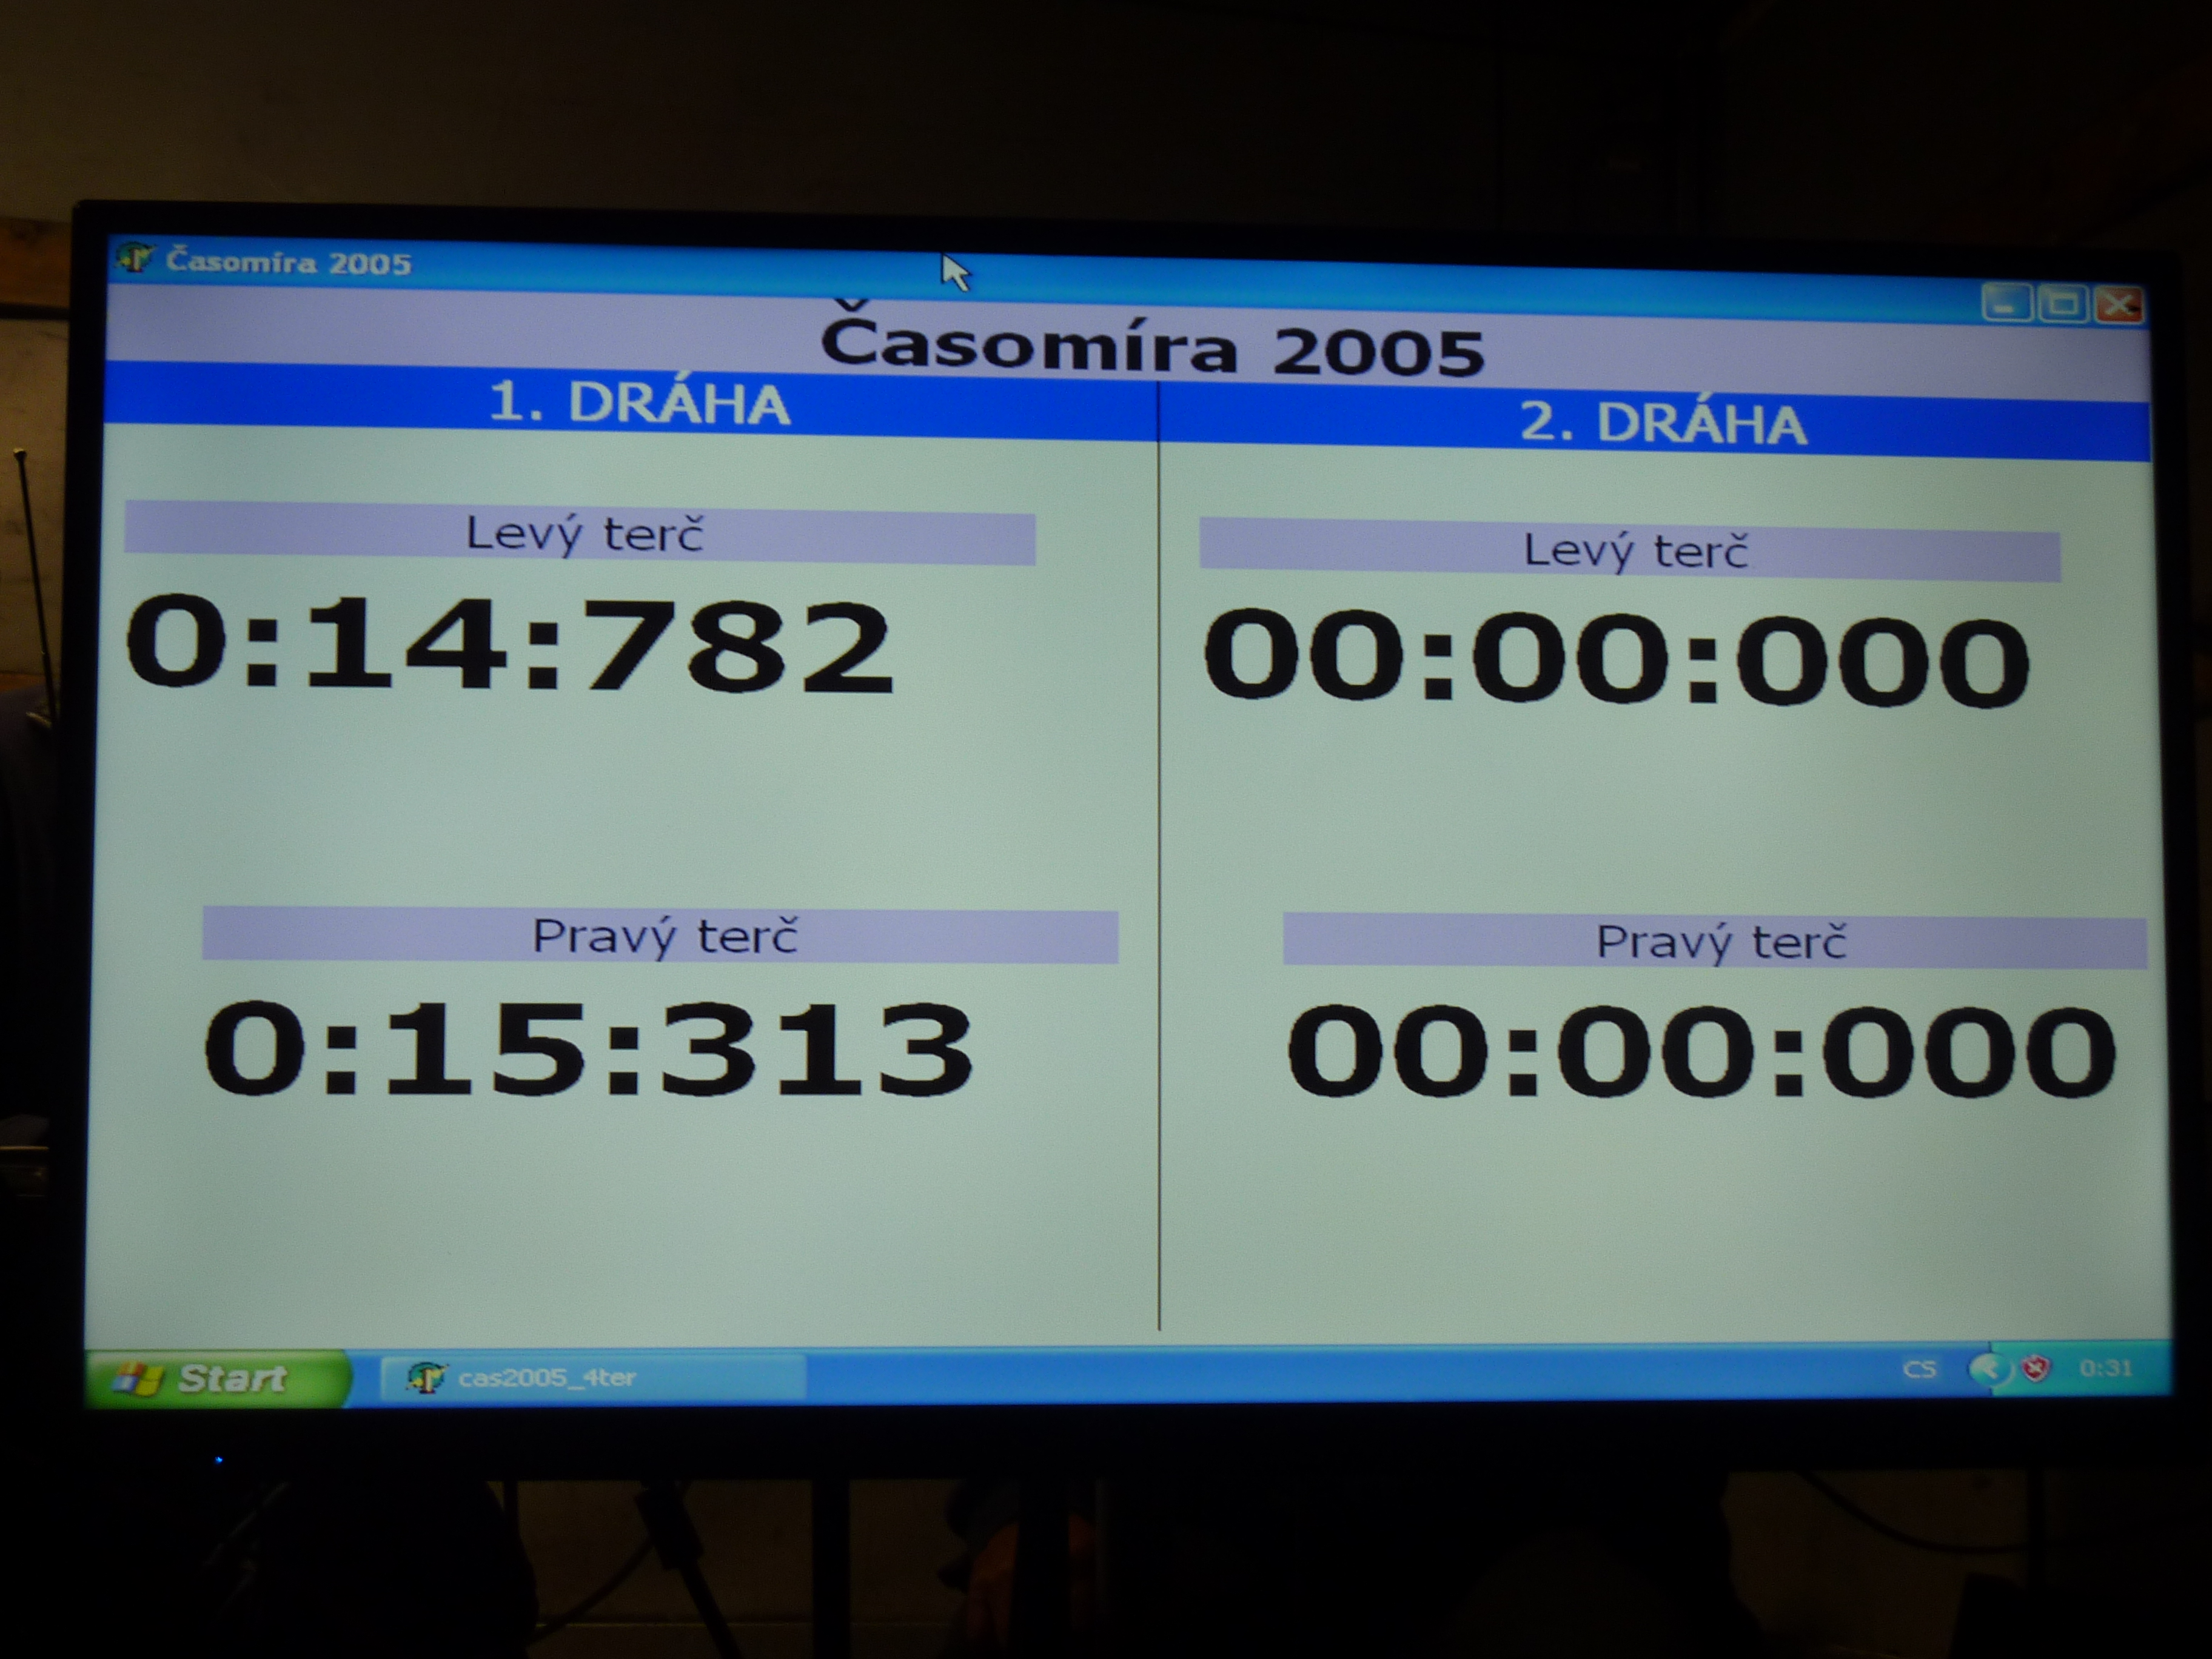 Časomíra 2005
Časomíra 2005
1. DRÁHA
2. DRÁHA
Levý terč
0:14:782
Pravý terč
0:15:313
Levý terč
00:00:000
Pravý terč
00:00:000
Start
cas2005_4ter
CS
0:31